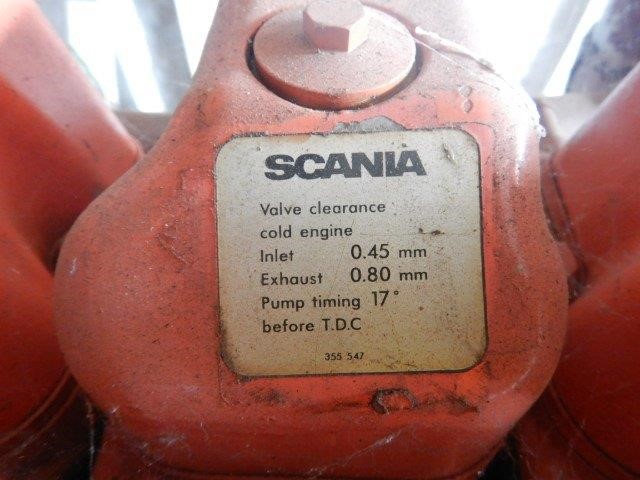 SCANIA
Valve clearance
cold engine
Inlet 0.45 mm
Exhaust 0.80 mm
Pump timing 17°
before T.D.C
355 547